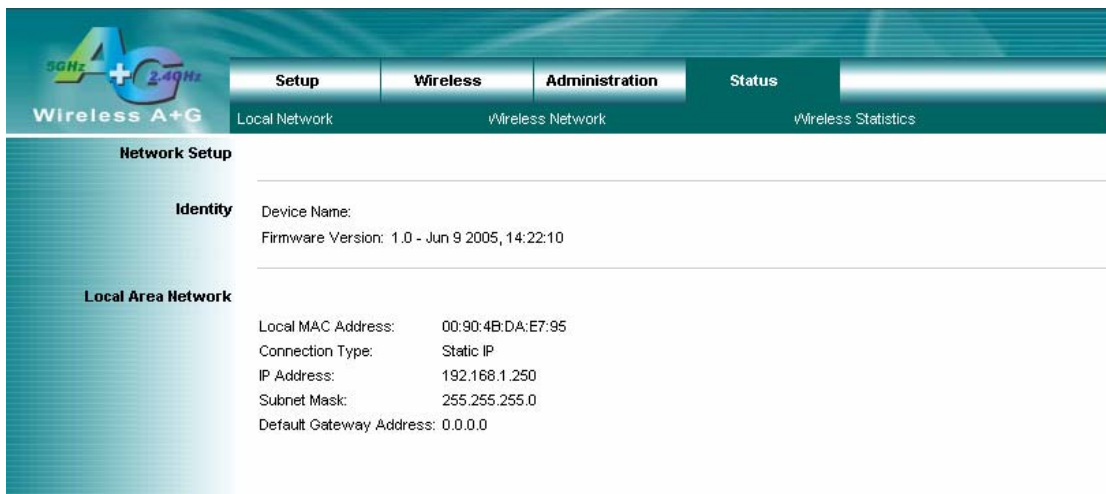 5GHz A+G 2.4GHz
Wireless A+G
Setup Wireless Administration Status
Local Network Wireless Network Wireless Statistics
Network Setup
Identity
Device Name:
Firmware Version: 1.0 - Jun 9 2005, 14:22:10
Local Area Network
Local MAC Address: 00:90:4B:DA:E7:95
Connection Type: Static IP
IP Address: 192.168.1.250
Subnet Mask: 255.255.255.0
Default Gateway Address: 0.0.0.0